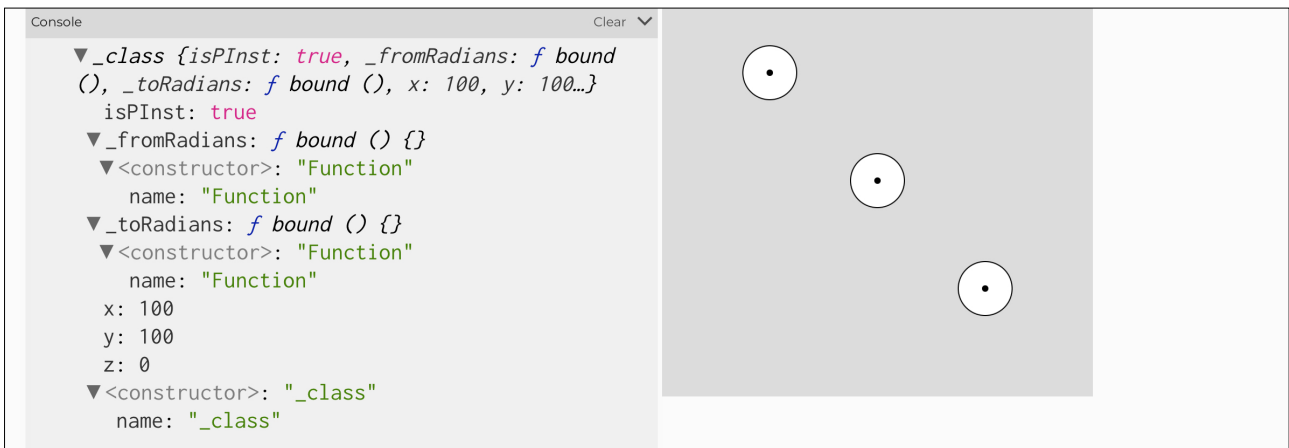 Console
Clear
▼_class {isPInst: true, _fromRadians: ƒ bound
(), _toRadians: ƒ bound (), x: 100, y: 100…}
isPInst: true
▼_fromRadians: ƒ bound () {}
▼<constructor>: "Function"
name: "Function"
▼_toRadians: ƒ bound () {}
▼<constructor>: "Function"
name: "Function"
x: 100
y: 100
z: 0
▼<constructor>: "_class"
name: "_class"